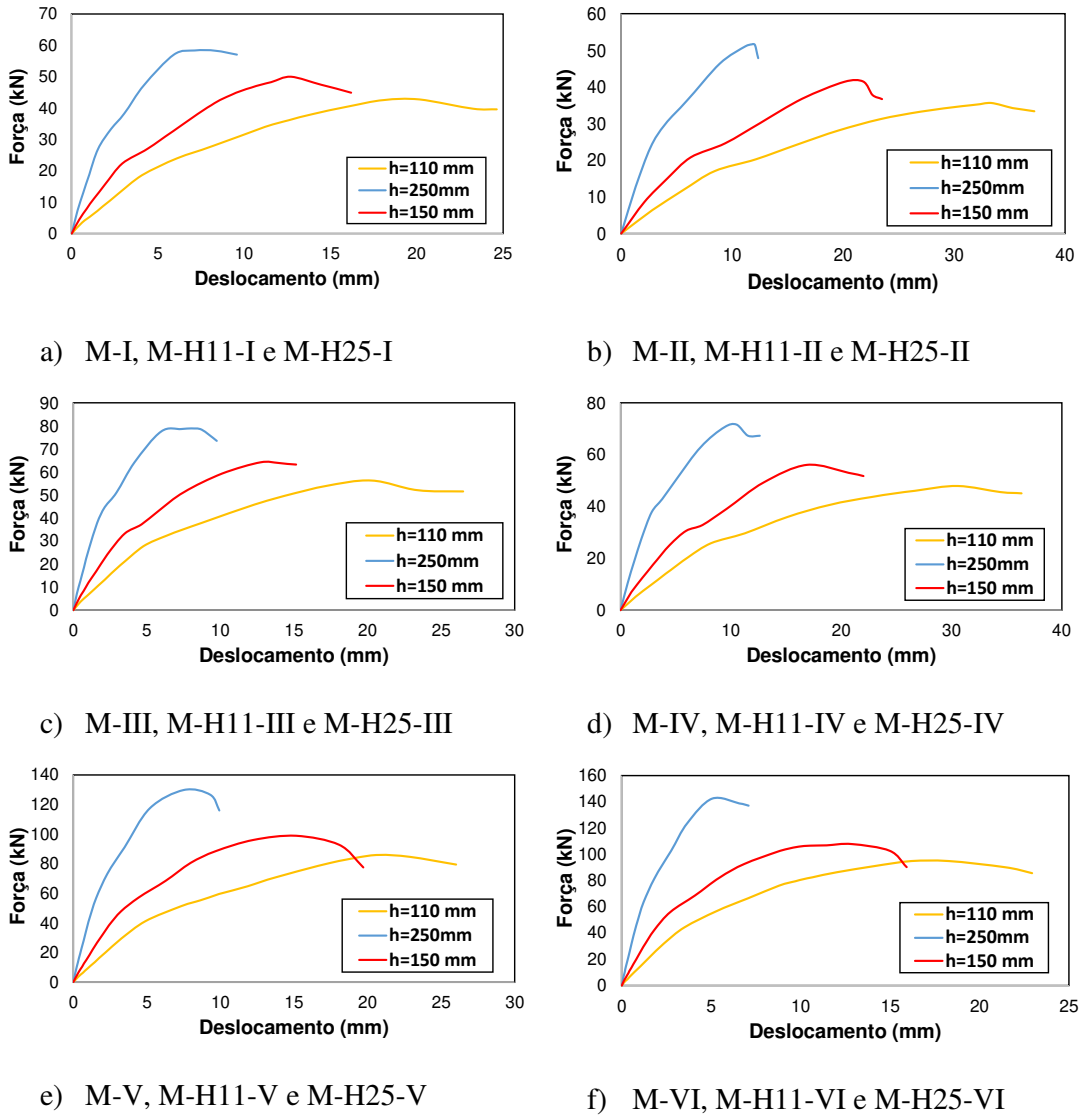 70
60
50
40
30
20
10
0
Força (kN)
0 5 10 15 20 25
Deslocamento (mm)
h=110 mm
h=250mm
h=150 mm
a) M-I, M-H11-I e M-H25-I
60
50
40
30
20
10
0
Força (kN)
0 10 20 30 40
Deslocamento (mm)
h=110 mm
h=250mm
h=150 mm
b) M-II, M-H11-II e M-H25-II
90
80
70
60
50
40
30
20
10
0
Força (kN)
0 5 10 15 20 25 30
Deslocamento (mm)
h=110 mm
h=250mm
h=150 mm
c) M-III, M-H11-III e M-H25-III
80
60
40
20
0
Força (kN)
0 10 20 30 40
Deslocamento (mm)
h=110 mm
h=250mm
h=150 mm
d) M-IV, M-H11-IV e M-H25-IV
140
120
100
80
60
40
20
0
Força (kN)
0 5 10 15 20 25 30
Deslocamento (mm)
h=110 mm
h=250mm
h=150 mm
e) M-V, M-H11-V e M-H25-V
160
140
120
100
80
60
40
20
0
Força (kN)
0 5 10 15 20 25
Deslocamento (mm)
h=110 mm
h=250mm
h=150 mm
f) M-VI, M-H11-VI e M-H25-VI